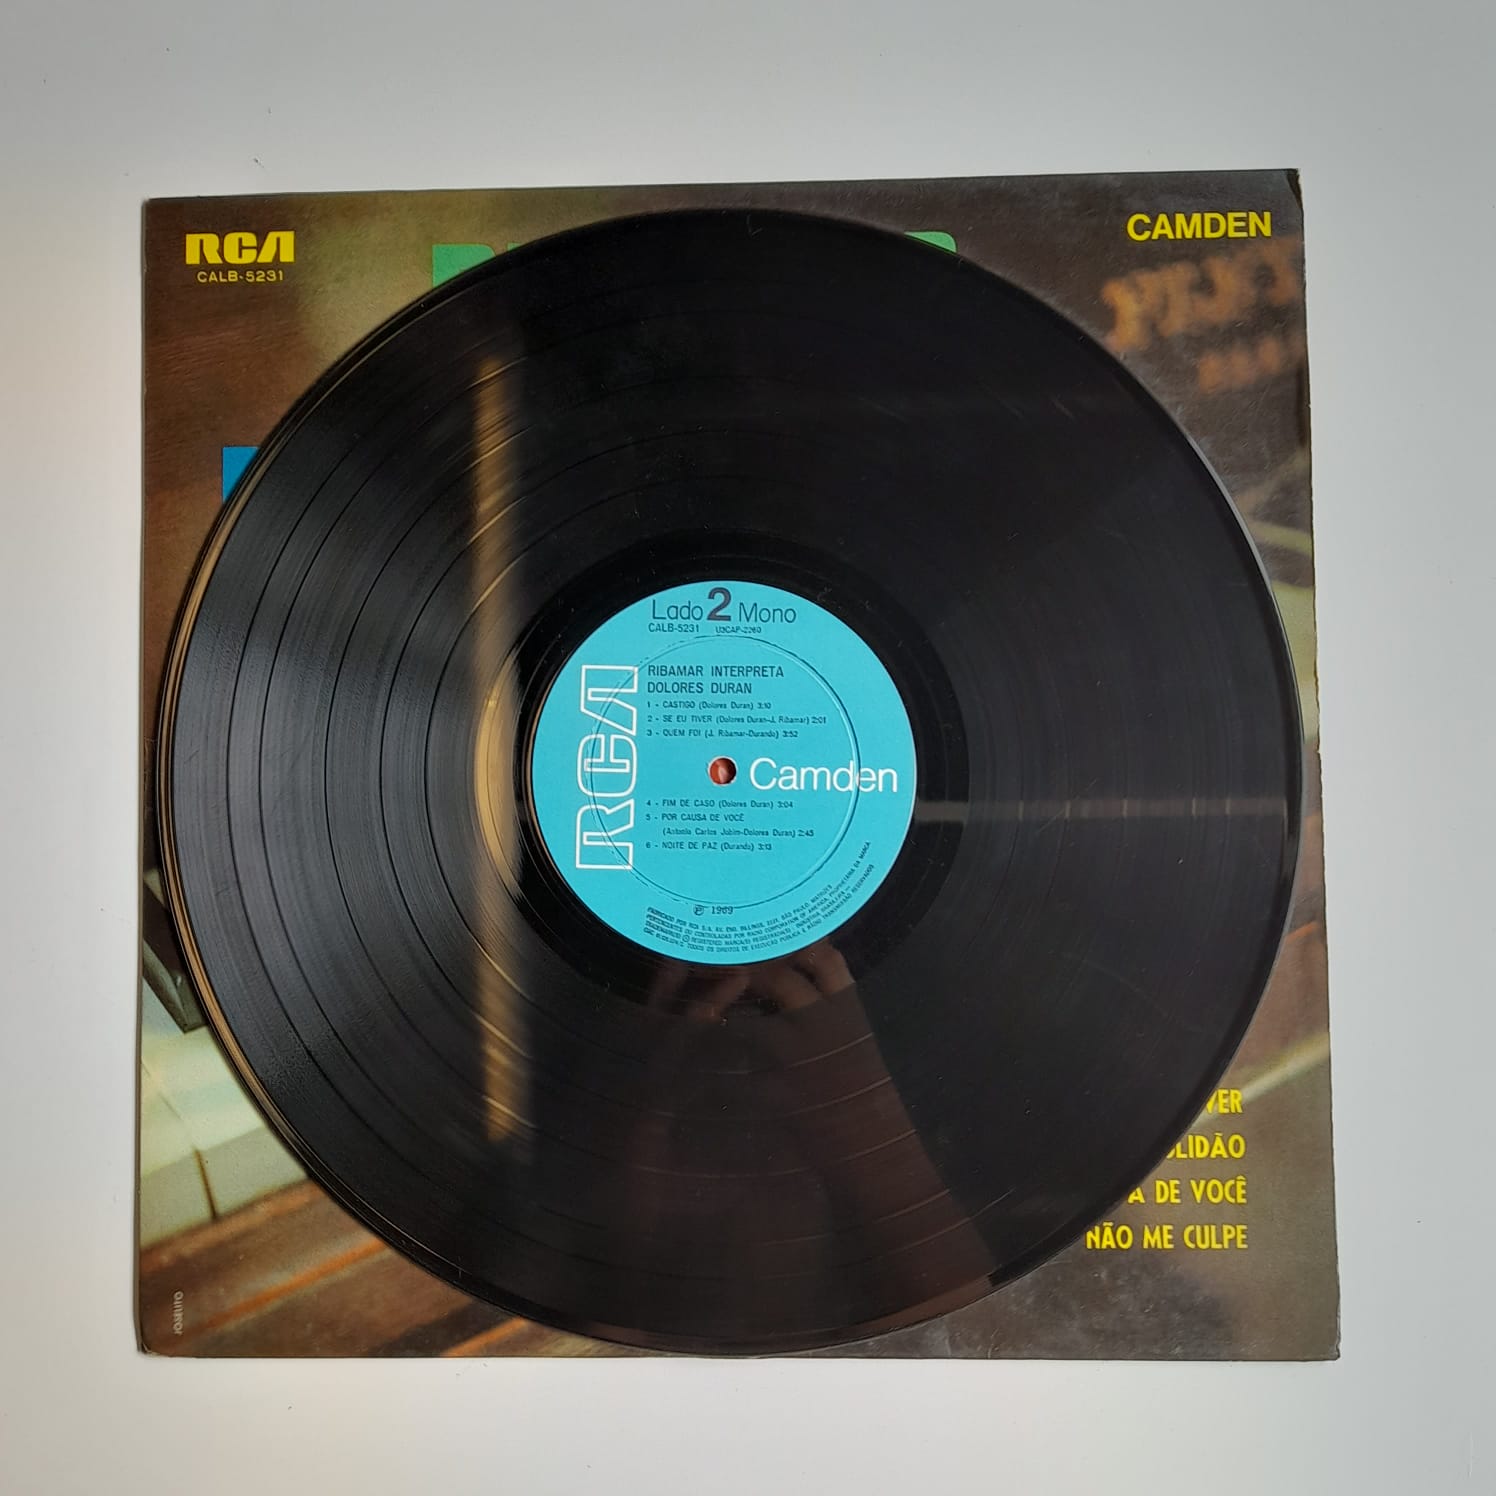 RCA
CALB-5231
CAMDEN
Lado 2 Mono
CALB-5231
RIBAMAR INTERPRETA
DOLORES DURAN
1 - CASTIGO (Dolores Duran) 3:10
2 - SE EU TIVER (Dolores Duran-J. Ribamar) 2:01
3 - QUEM FOI (J. Ribamar-Durando) 3:52
RCA
Camden
4 - FIM DE CASO (Dolores Duran) 3:04
5 - POR CAUSA DE VOCÊ
(Antonio Carlos Jobim-Dolores Duran) 2:45
6 - NOITE DE PAZ (Durando) 3:13
℗ 1969
VER
LIDÃO
A DE VOCÊ
NÃO ME CULPE
JOSELITO